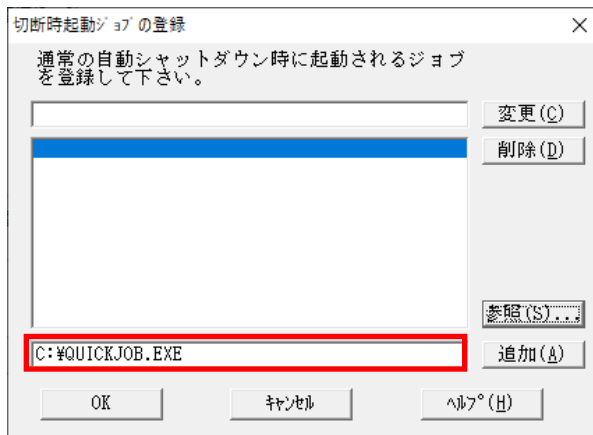 切断時起動ｼﾞｮﾌﾞの登録
通常の自動シャットダウン時に起動されるジョブ
を登録して下さい。
変更(C)
削除(D)
参照(S)...
C:¥QUICKJOB.EXE
追加(A)
OK
ｷｬﾝｾﾙ
ﾍﾙﾌﾟ(H)